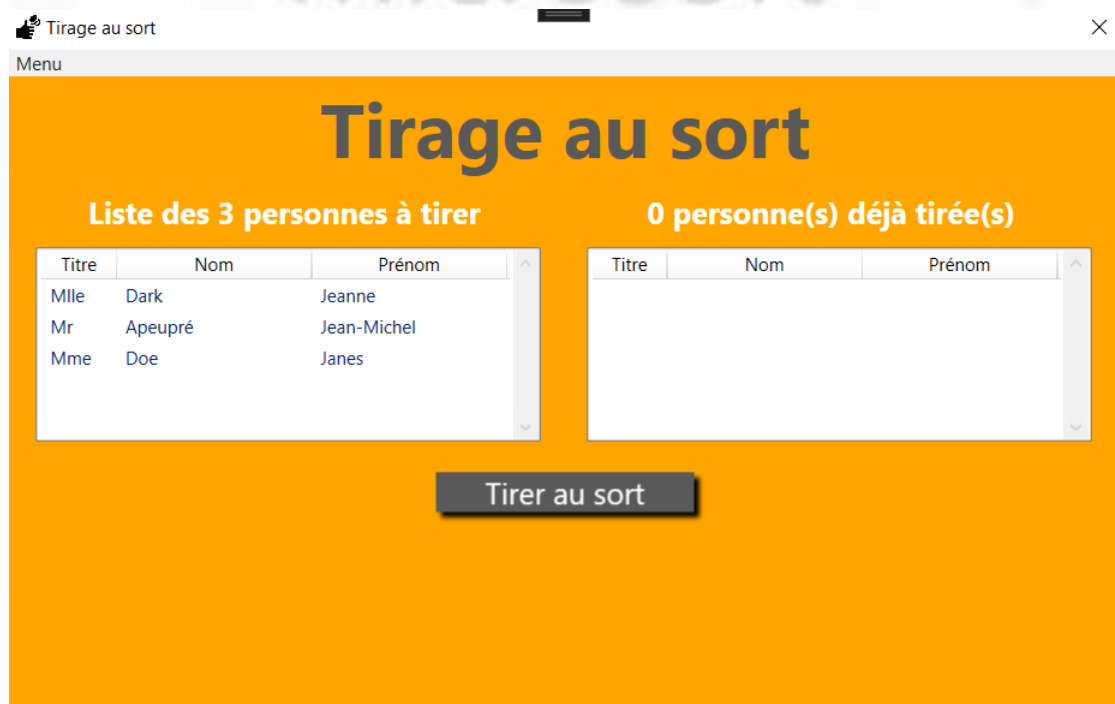 Tirage au sort
Menu
Tirage au sort
Liste des 3 personnes à tirer
0 personne(s) déjà tirée(s)
Titre Nom Prénom
Mlle Dark Jeanne
Mr Apeupré Jean-Michel
Mme Doe Janes
Titre Nom Prénom
Tirer au sort